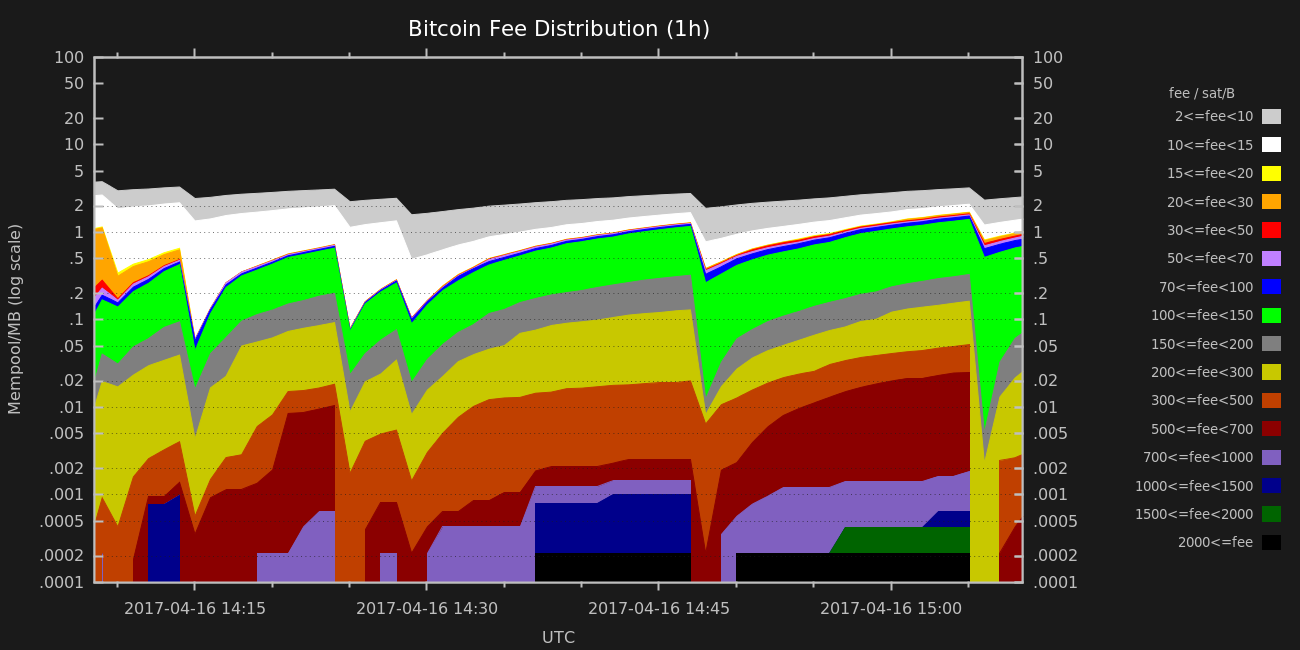 Bitcoin Fee Distribution (1h)
100 100
50 50
20 20
10 10
5 5
2 2
1 1
.5 .5
.2 .2
.1 .1
.05 .05
.02 .02
.01 .01
.005 .005
.002 .002
.001 .001
.0005 .0005
.0002 .0002
.0001 .0001
Mempool/MB (log scale)
2017-04-16 14:15 2017-04-16 14:30 2017-04-16 14:45 2017-04-16 15:00
UTC
fee / sat/B
2<=fee<10
10<=fee<15
15<=fee<20
20<=fee<30
30<=fee<50
50<=fee<70
70<=fee<100
100<=fee<150
150<=fee<200
200<=fee<300
300<=fee<500
500<=fee<700
700<=fee<1000
1000<=fee<1500
1500<=fee<2000
2000<=fee